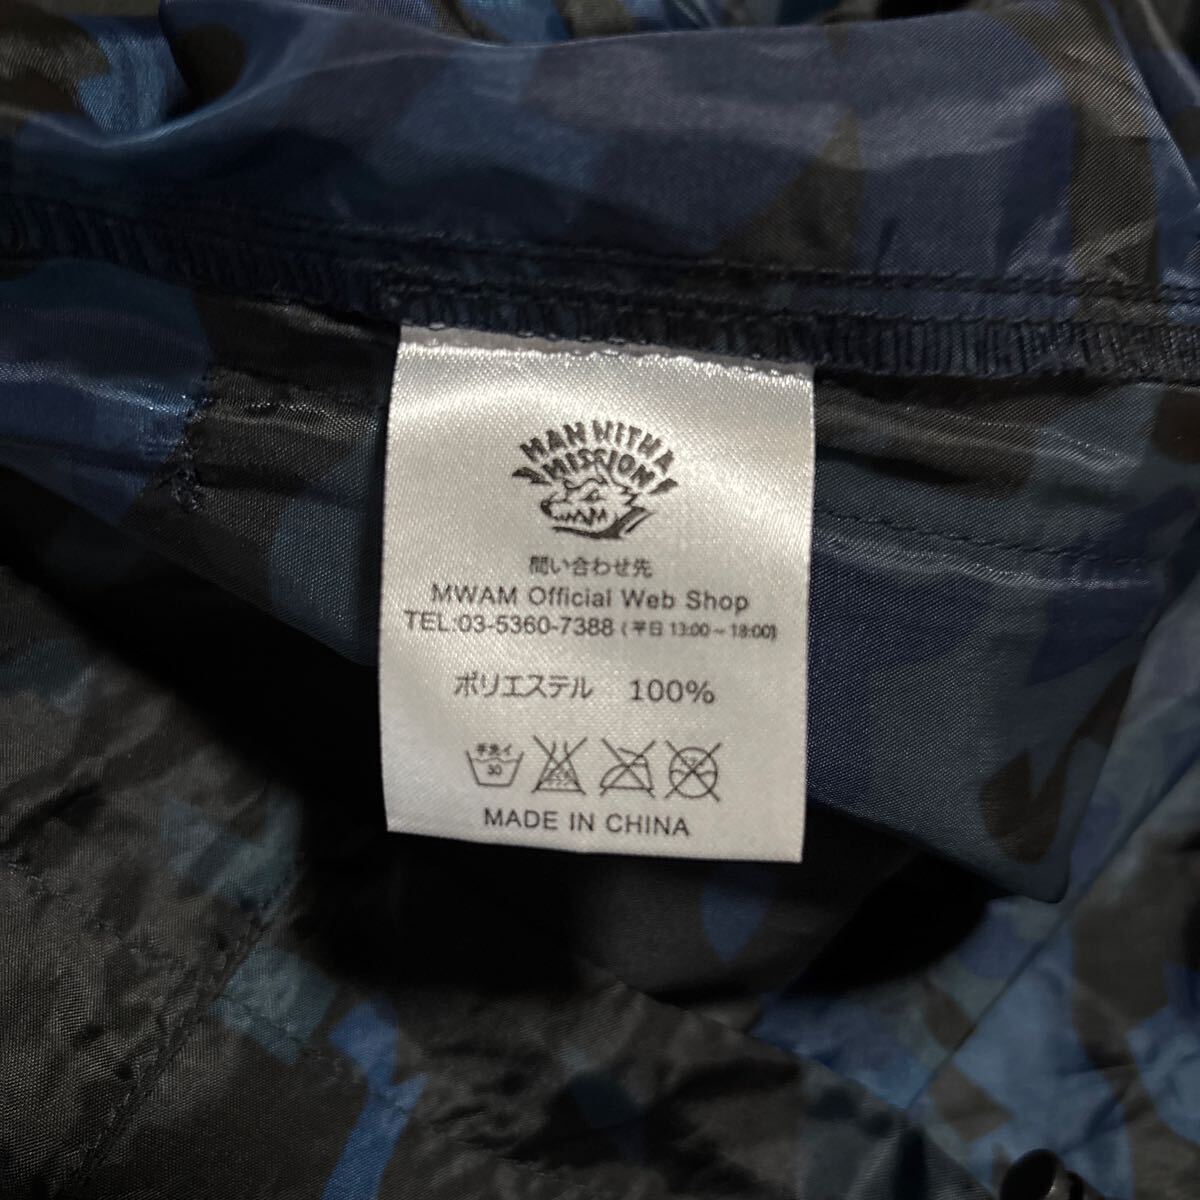 MAN WITH A
MISSION
問い合わせ先
MWAM Official Web Shop
TEL:03-5360-7388 (平日 13:00~18:00)
ポリエステル 100%
手洗イ
30
MADE IN CHINA